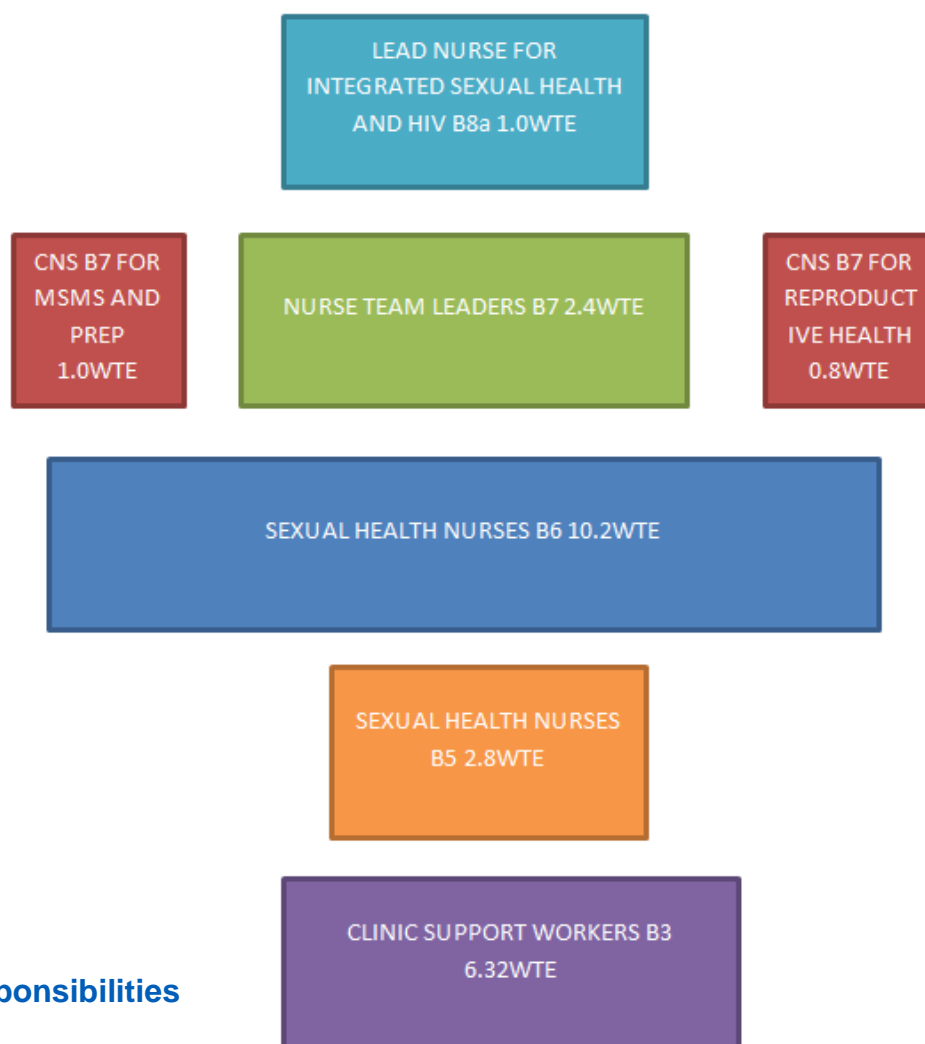 LEAD NURSE FOR
INTEGRATED SEXUAL HEALTH
AND HIV B8a 1.0WTE
CNS B7 FOR
MSMS AND
PREP
1.0WTE
NURSE TEAM LEADERS B7 2.4WTE
CNS B7 FOR
REPRODUCT
IVE HEALTH
0.8WTE
SEXUAL HEALTH NURSES B6 10.2WTE
SEXUAL HEALTH NURSES
B5 2.8WTE
CLINIC SUPPORT WORKERS B3
6.32WTE
ponsibilities